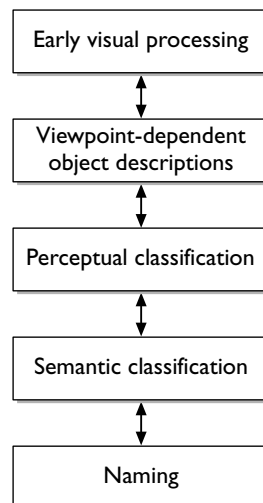 Early visual processing
Viewpoint-dependent
object descriptions
Perceptual classification
Semantic classification
Naming